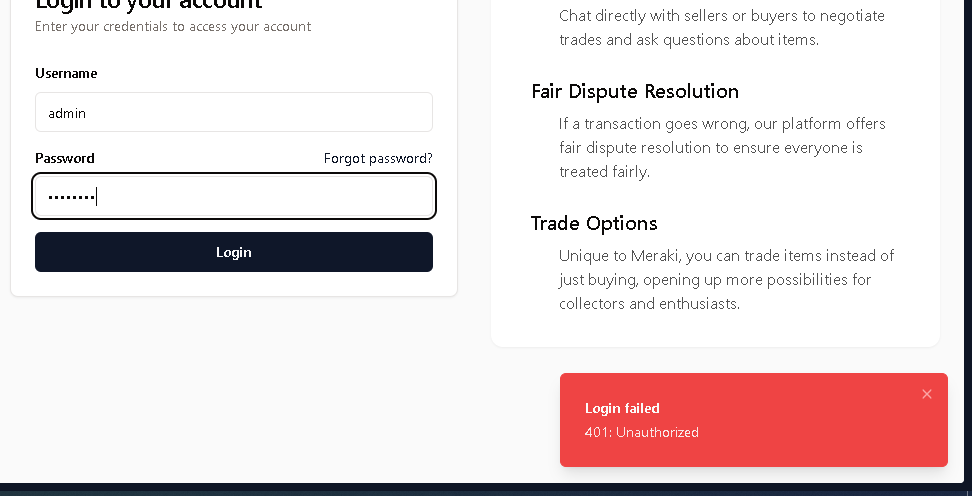 Login to your account
Enter your credentials to access your account
Username
admin
Password
Forgot password?
••••••••
Login
Chat directly with sellers or buyers to negotiate
trades and ask questions about items.
Fair Dispute Resolution
If a transaction goes wrong, our platform offers
fair dispute resolution to ensure everyone is
treated fairly.
Trade Options
Unique to Meraki, you can trade items instead of
just buying, opening up more possibilities for
collectors and enthusiasts.
Login failed
401: Unauthorized